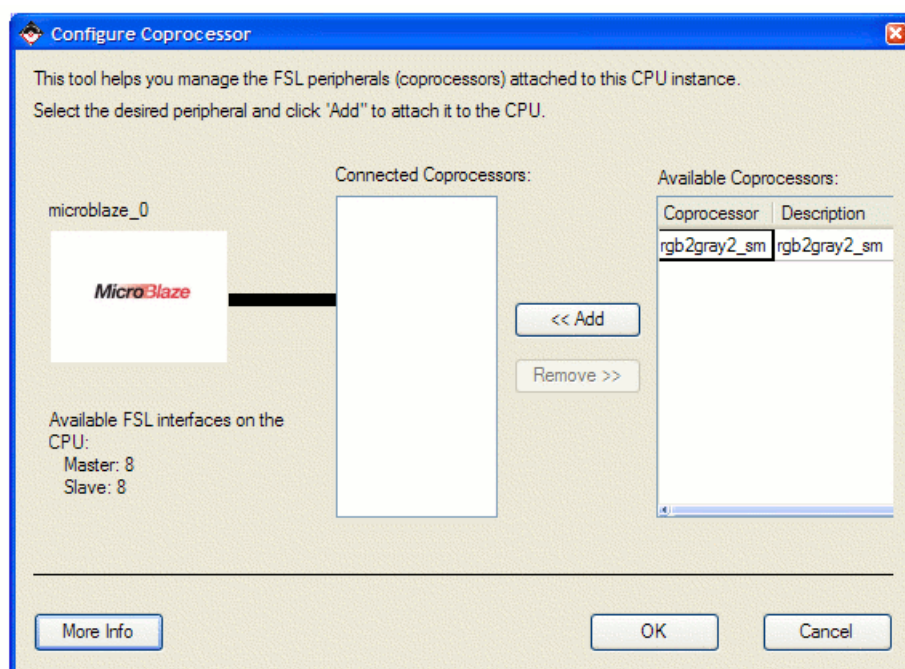 Configure Coprocessor
This tool helps you manage the FSL peripherals (coprocessors) attached to this CPU instance.
Select the desired peripheral and click 'Add" to attach it to the CPU.
Connected Coprocessors:
Available Coprocessors:
microblaze_0
Coprocessor Description
rgb2gray2_sm rgb2gray2_sm
MicroBlaze
<< Add
Remove >>
Available FSL interfaces on the
CPU:
Master: 8
Slave: 8
More Info
OK
Cancel